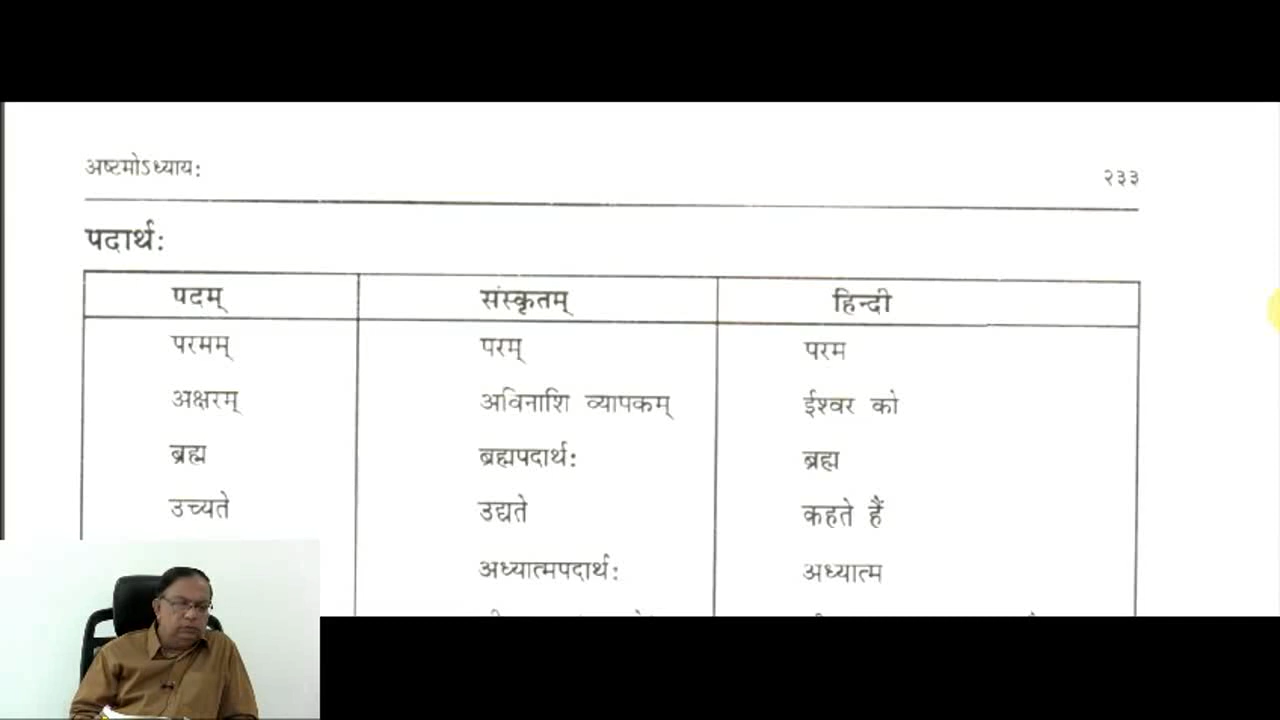 अष्टमोऽध्यायः २३३
पदार्थः
पदम् संस्कृतम् हिन्दी
परमम् परम् परम
अक्षरम् अविनाशि व्यापकम् ईश्वर को
ब्रह्म ब्रह्मपदार्थः ब्रह्म
उच्यते उद्यते कहते हैं
अध्यात्मपदार्थः अध्यात्म